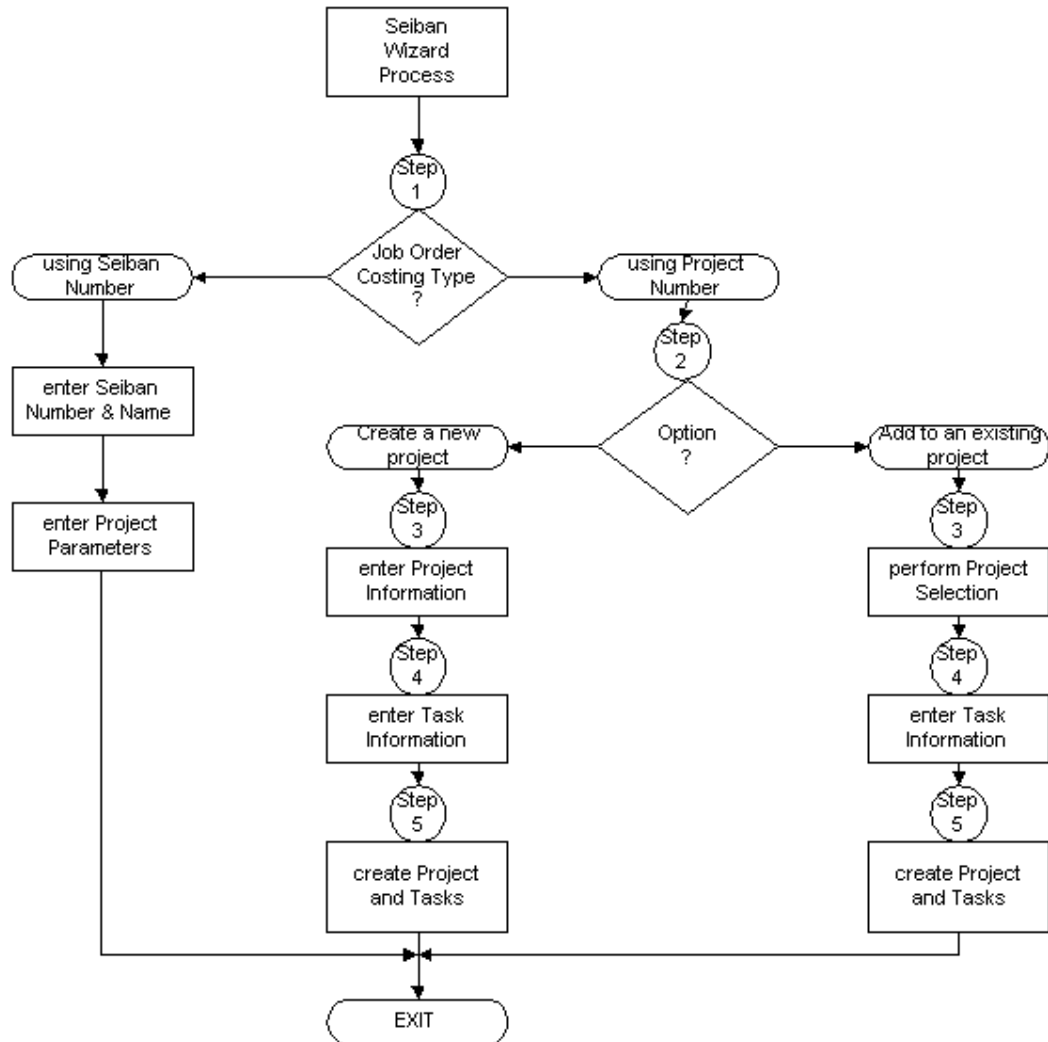 Seiban
Wizard
Process
Step
1
Job Order
Costing Type
?
using Seiban
Number
using Project
Number
Step
2
enter Seiban
Number & Name
Option
?
Create a new
project
Add to an existing
project
enter Project
Parameters
Step
3
Step
3
enter Project
Information
perform Project
Selection
Step
4
Step
4
enter Task
Information
enter Task
Information
Step
5
Step
5
create Project
and Tasks
create Project
and Tasks
EXIT